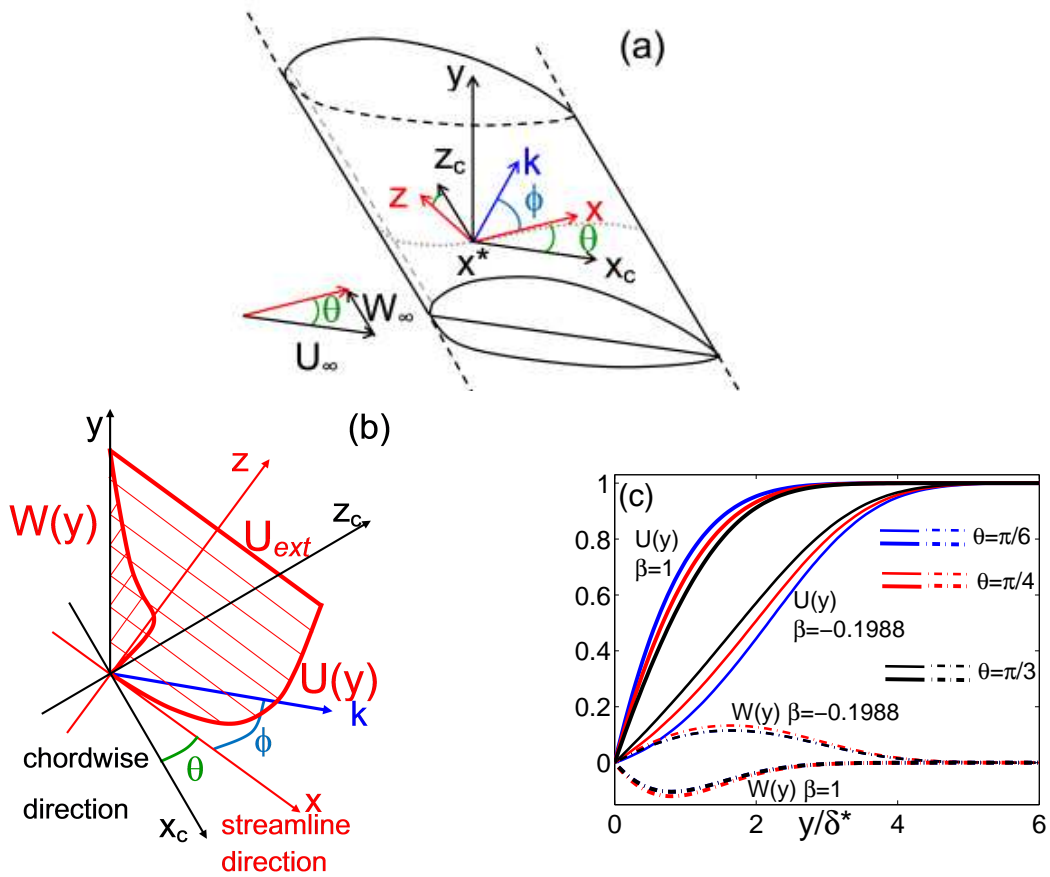 (a)
y
z_c
k
z
ϕ
x
θ
x*
x_c
θ
W_∞
U_∞
(b)
y
z
W(y)
z_c
U_ext
U(y)
k
ϕ
θ
chordwise
direction
x
x_c
streamline
direction
(c)
1
0.8
0.6
0.4
0.2
0
U(y)
β=1
θ=π/6
θ=π/4
U(y)
β=−0.1988
θ=π/3
W(y) β=−0.1988
W(y) β=1
0
2
4
6
y/δ*